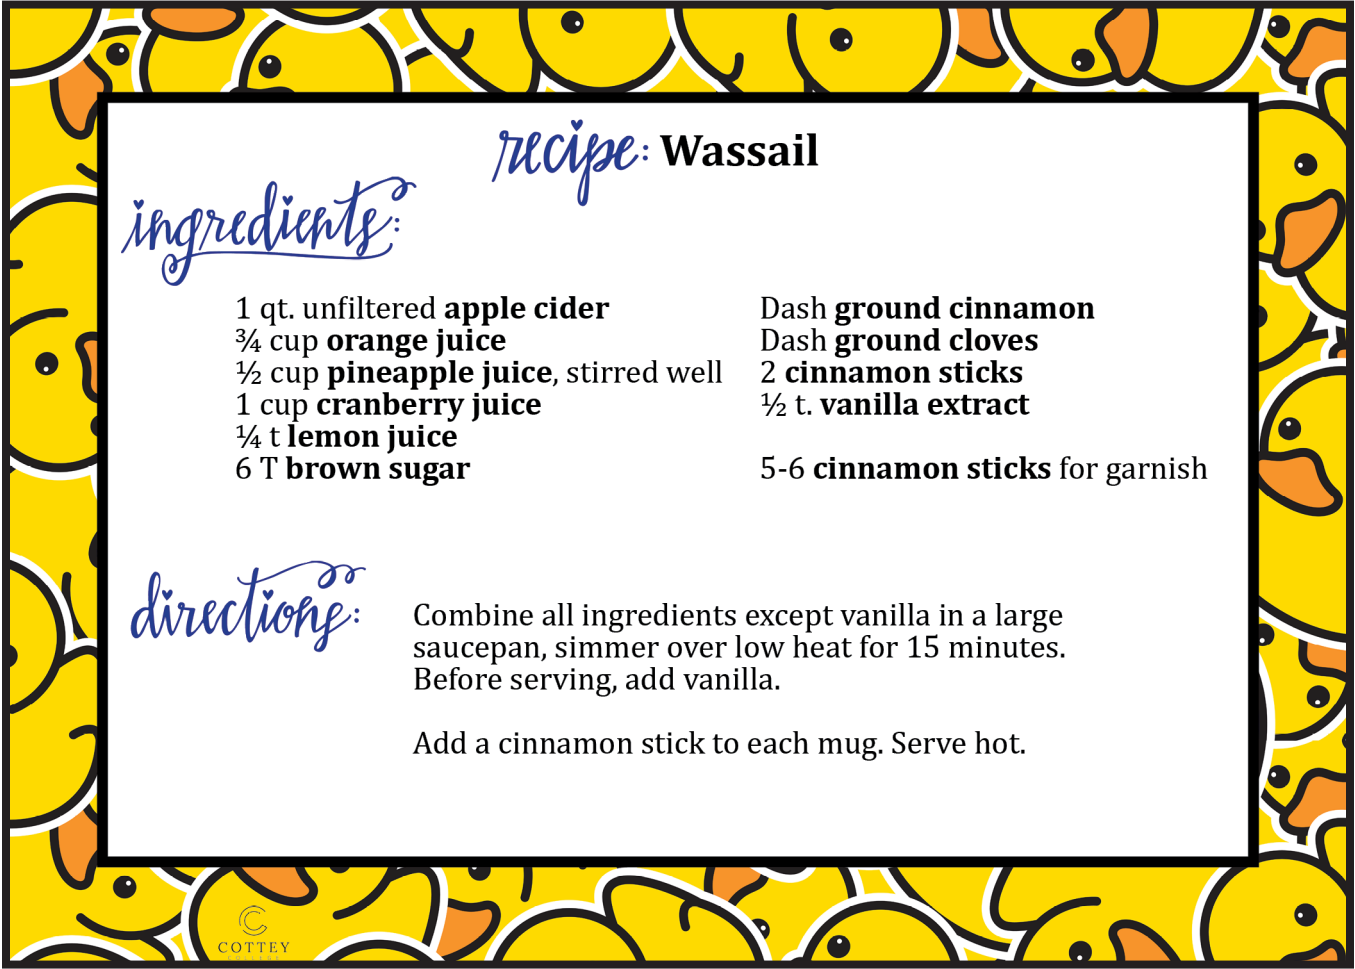 recipe: Wassail
ingredients:
1 qt. unfiltered apple cider
¾ cup orange juice
½ cup pineapple juice, stirred well
1 cup cranberry juice
¼ t lemon juice
6 T brown sugar
Dash ground cinnamon
Dash ground cloves
2 cinnamon sticks
½ t. vanilla extract
5-6 cinnamon sticks for garnish
directions:
Combine all ingredients except vanilla in a large
saucepan, simmer over low heat for 15 minutes.
Before serving, add vanilla.
Add a cinnamon stick to each mug. Serve hot.
C
COTTEY